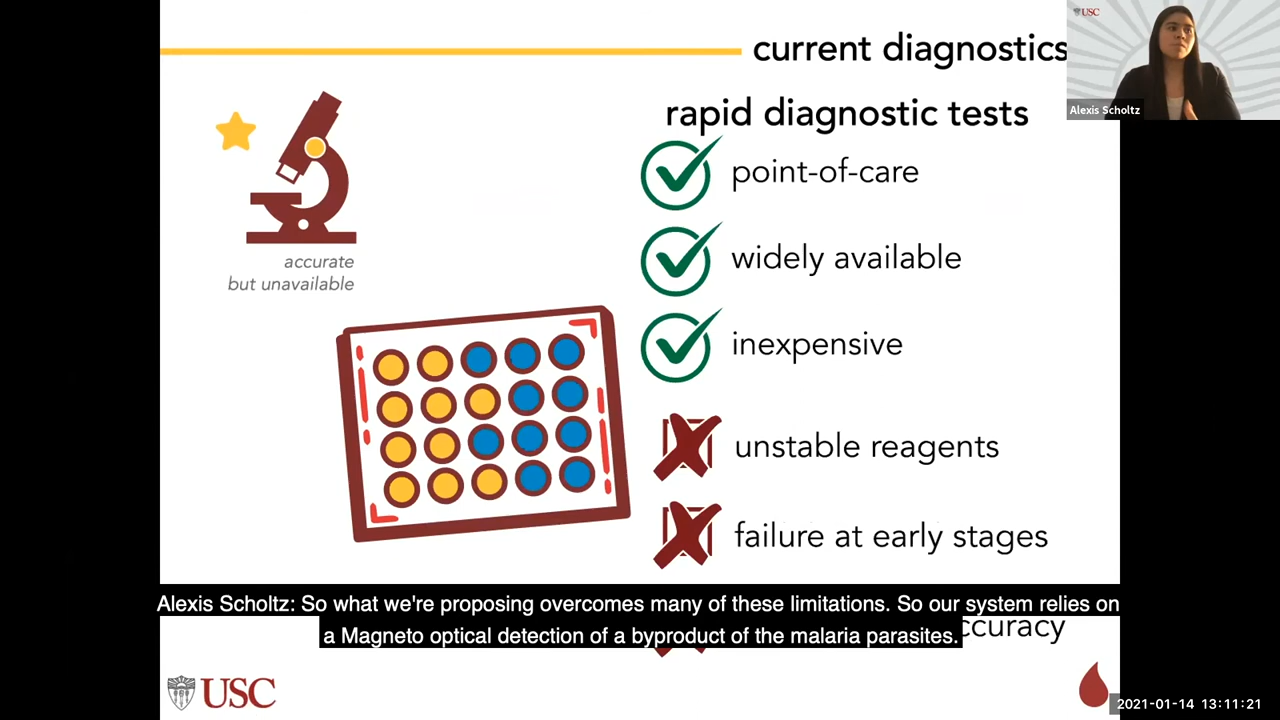 current diagnostics
USC
Alexis Scholtz
rapid diagnostic tests
point-of-care
widely available
inexpensive
accurate
but unavailable
unstable reagents
failure at early stages
Alexis Scholtz: So what we're proposing overcomes many of these limitations. So our system relies on
a Magneto optical detection of a byproduct of the malaria parasites.
USC
2021-01-14 13:11:21